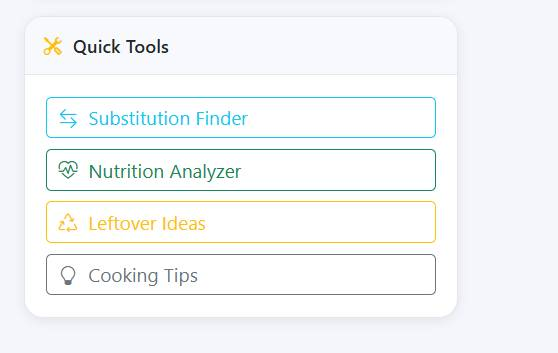 Quick Tools
Substitution Finder
Nutrition Analyzer
Leftover Ideas
Cooking Tips